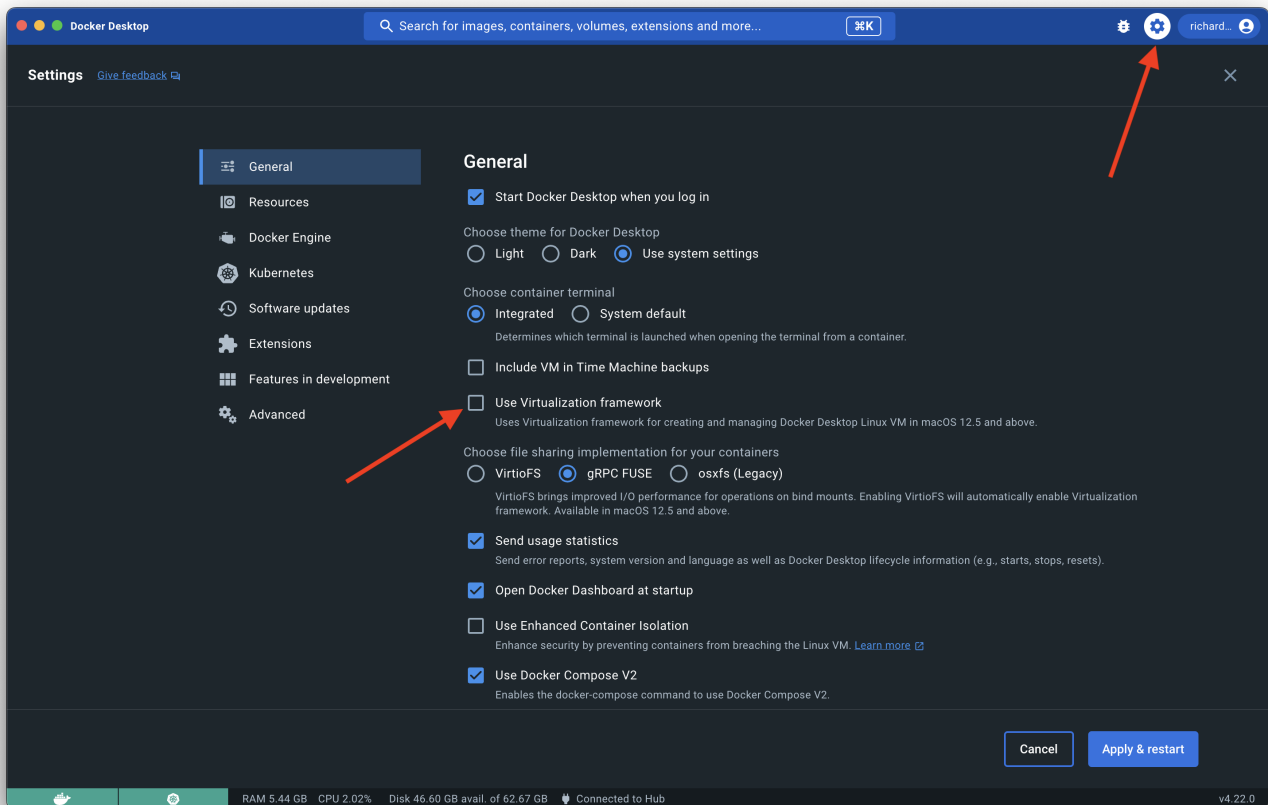 Docker Desktop
Search for images, containers, volumes, extensions and more...
⌘K
richard...
Settings
Give feedback
General
Resources
Docker Engine
Kubernetes
Software updates
Extensions
Features in development
Advanced
General
Start Docker Desktop when you log in
Choose theme for Docker Desktop
Light Dark Use system settings
Choose container terminal
Integrated System default
Determines which terminal is launched when opening the terminal from a container.
Include VM in Time Machine backups
Use Virtualization framework
Uses Virtualization framework for creating and managing Docker Desktop Linux VM in macOS 12.5 and above.
Choose file sharing implementation for your containers
VirtioFS gRPC FUSE osxfs (Legacy)
VirtioFS brings improved I/O performance for operations on bind mounts. Enabling VirtioFS will automatically enable Virtualization
framework. Available in macOS 12.5 and above.
Send usage statistics
Send error reports, system version and language as well as Docker Desktop lifecycle information (e.g., starts, stops, resets).
Open Docker Dashboard at startup
Use Enhanced Container Isolation
Enhance security by preventing containers from breaching the Linux VM. Learn more
Use Docker Compose V2
Enables the docker-compose command to use Docker Compose V2.
Cancel
Apply & restart
RAM 5.44 GB CPU 2.02% Disk 46.60 GB avail. of 62.67 GB Connected to Hub
v4.22.0